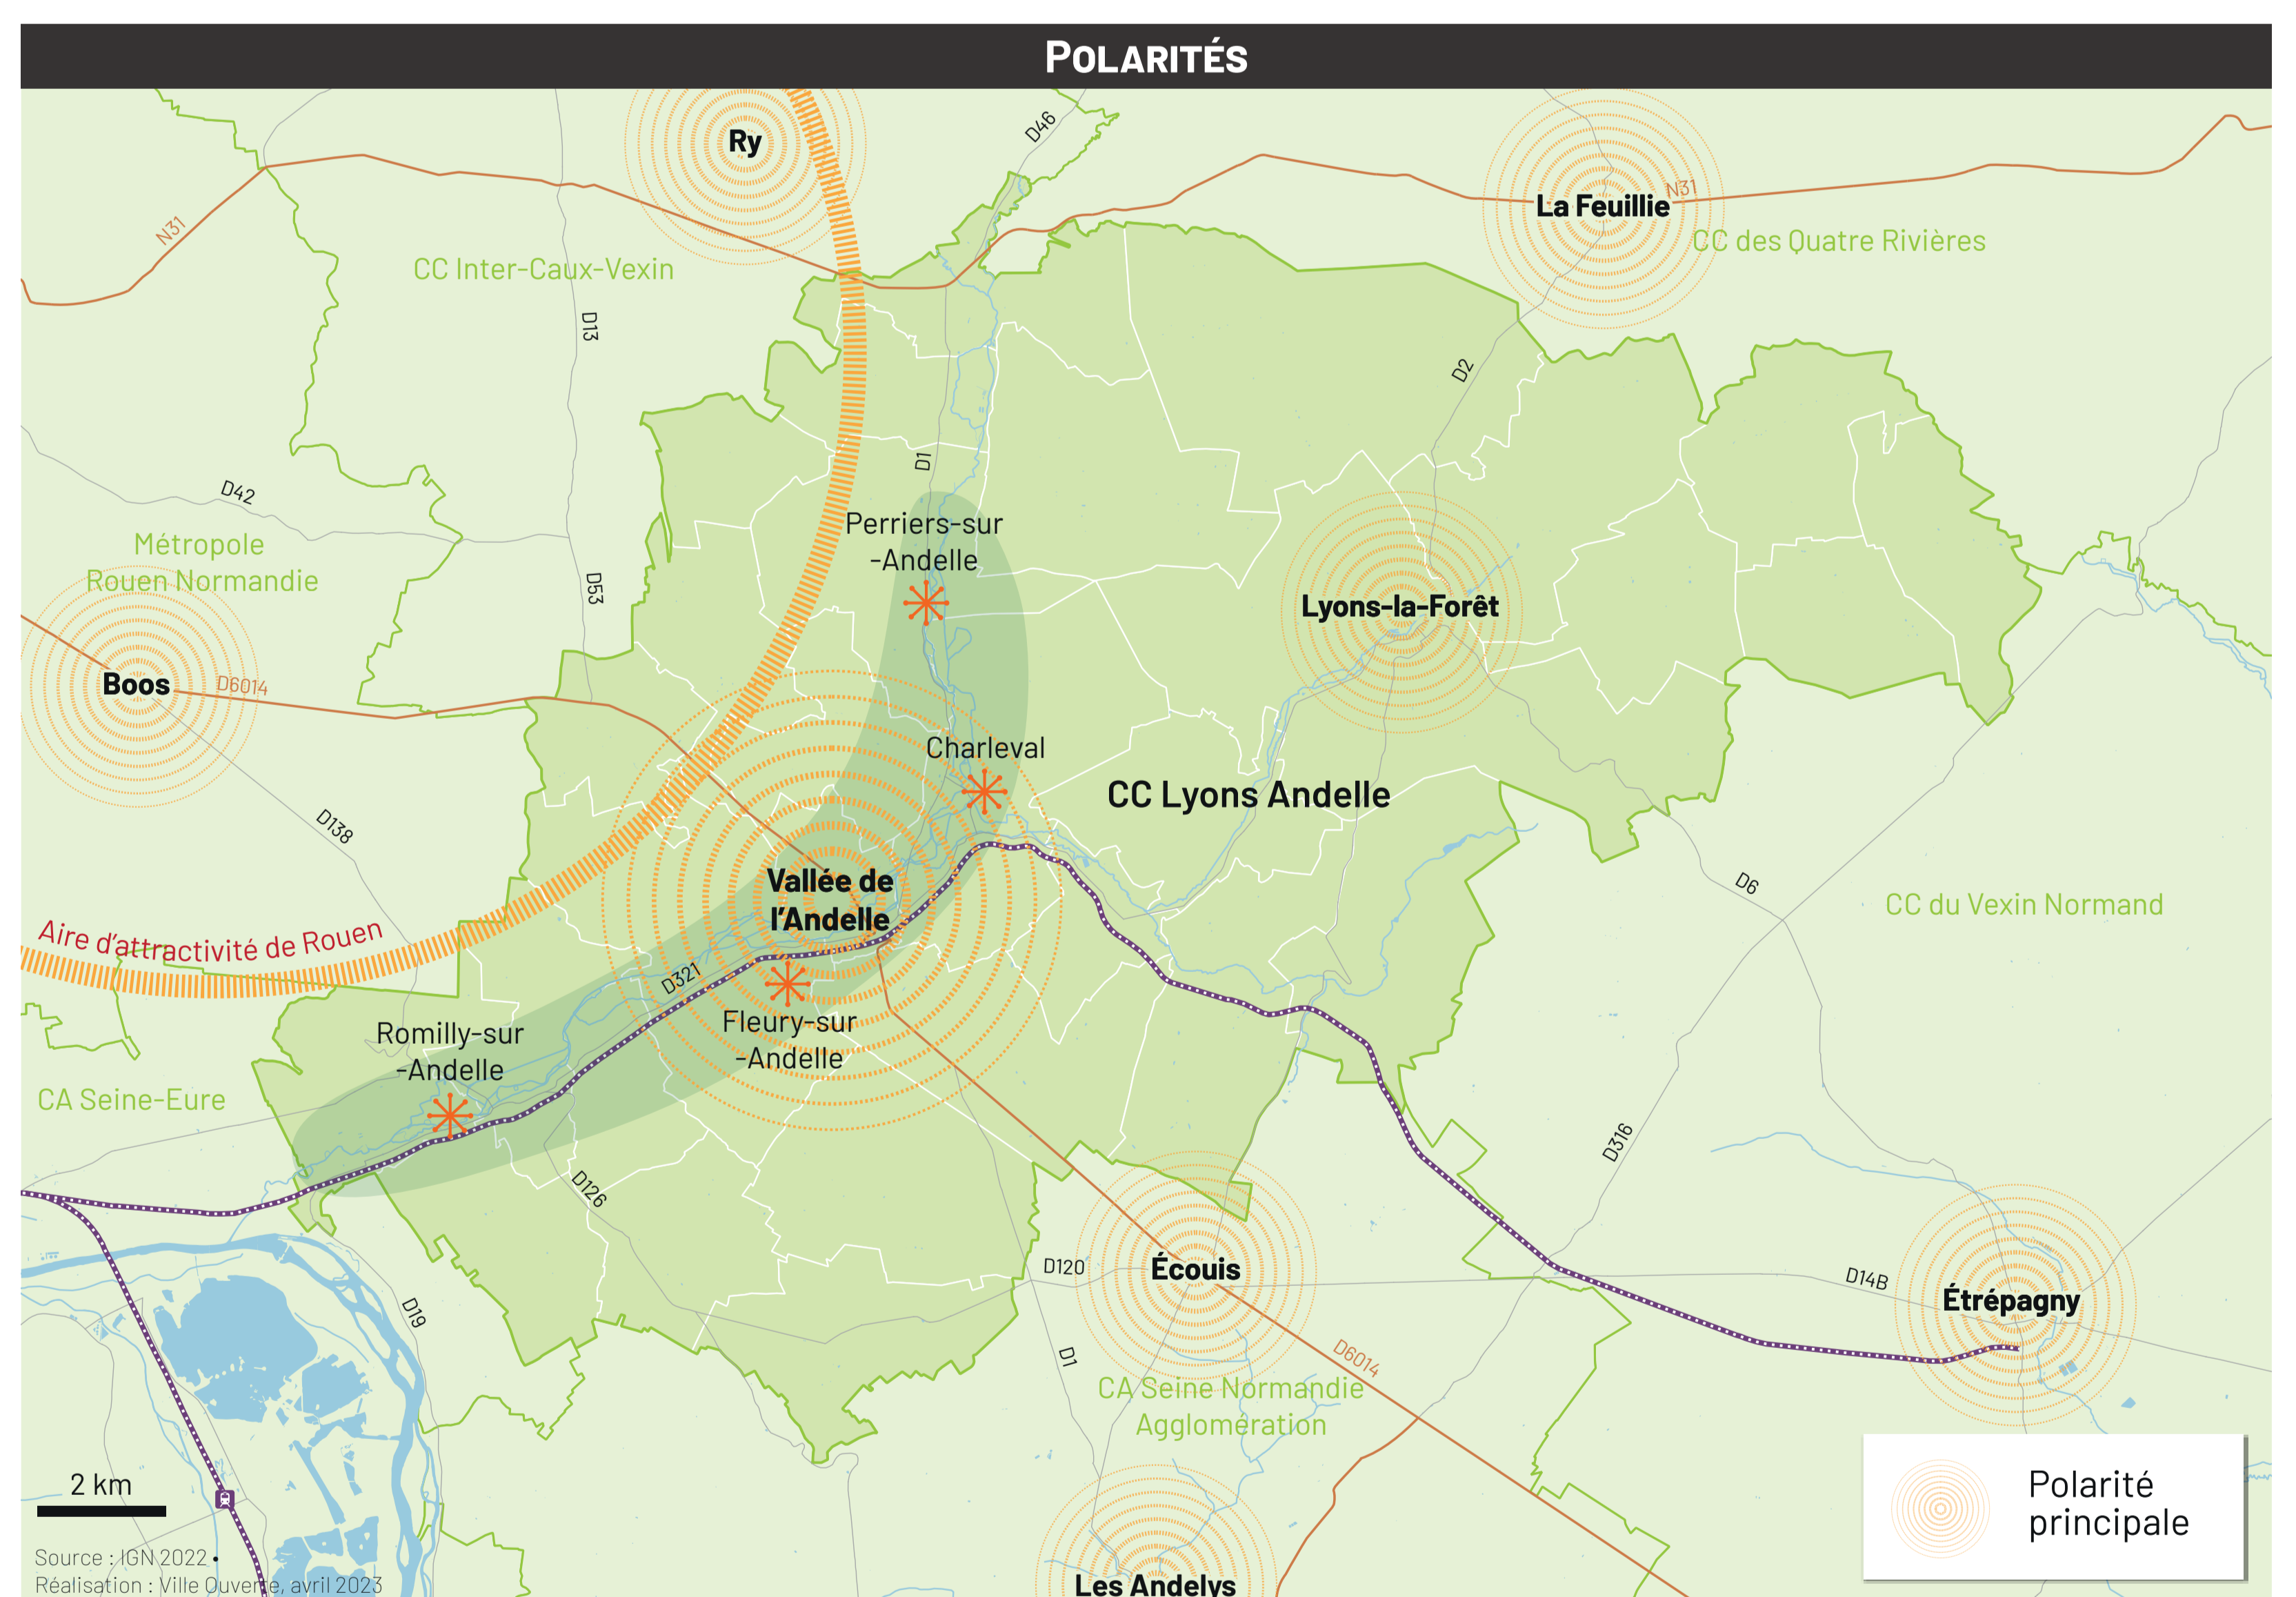 POLARITÉS
Ry
D46
La Feuillie
N31
N31
CC Inter-Caux-Vexin
CC des Quatre Rivières
D13
D2
D1
D42
Perriers-sur
-Andelle
Métropole
Rouen Normandie
D53
Lyons-la-Forêt
Boos
D6014
Charleval
CC Lyons Andelle
D138
Vallée de
l'Andelle
D6
CC du Vexin Normand
Aire d'attractivité de Rouen
D321
Romilly-sur
-Andelle
Fleury-sur
-Andelle
CA Seine-Eure
D316
D126
D120
Écouis
D14B
Étrépagny
D19
D1
D6014
CA Seine Normandie
Agglomération
2 km
Polarité
principale
Source : IGN 2022 •
Réalisation : Ville Ouverte, avril 2023
Les Andelys